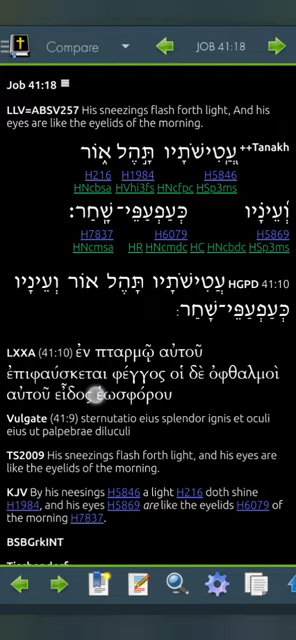 Compare
JOB 41:18
Job 41:18
LLV=ABSV257 His sneezings flash forth light, And his
eyes are like the eyelids of the morning.
++Tanakh עֲ‍ֽטִישֹׁתָיו תָּ֣הֶל א֑וֹר
H216 H1984 H5846
HNcbsa HVhi3fs HNcfpc HSp3ms
וְ֝עֵינָ֗יו כְּעַפְעַפֵּי־שָֽׁחַר׃
H7837 H6079 H5869
HNcmsa HR HNcmdc HC HNcbdc HSp3ms
HGPD 41:10 עֲטִישֹׁתָיו תָּהֶל אוֹר וְעֵינָיו
כְּעַפְעַפֵּי־שָׁחַר׃
LXXA (41:10) ἐν πταρμῷ αὐτοῦ
ἐπιφαύσκεται φέγγος οἱ δὲ ὀφθαλμοὶ
αὐτοῦ εἶδος ἑωσφόρου
Vulgate (41:9) sternutatio eius splendor ignis et oculi
eius ut palpebrae diluculi
TS2009 His sneezings flash forth light, and his eyes are
like the eyelids of the morning.
KJV By his neesings H5846 a light H216 doth shine
H1984, and his eyes H5869 are like the eyelids H6079 of
the morning H7837.
BSBGrkINT